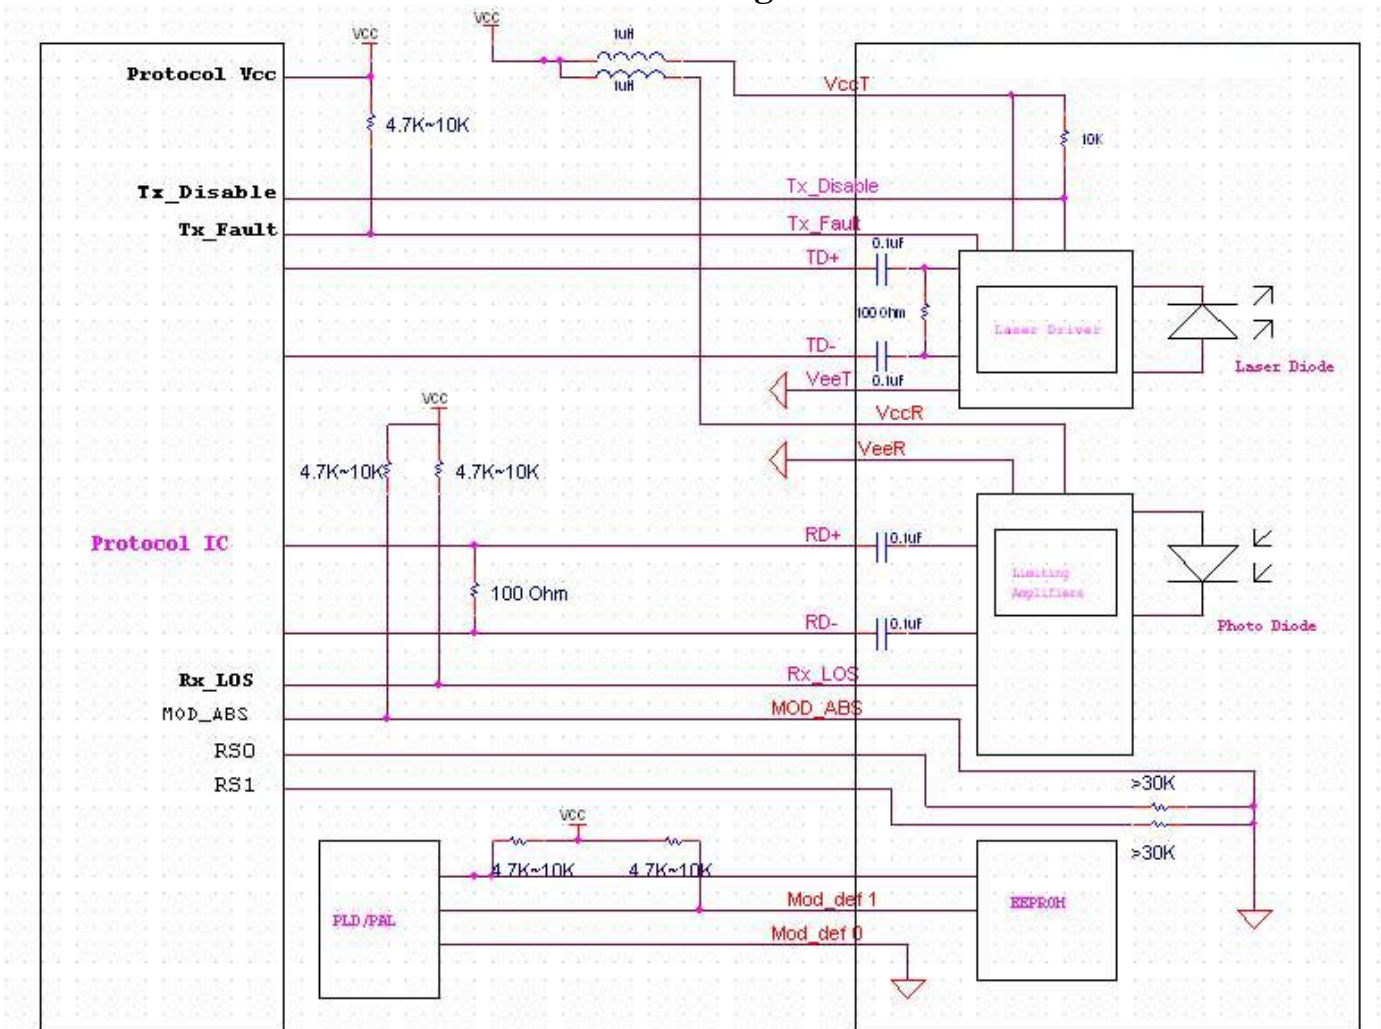 g
VCC
VCC
1uH
1uH
Protocol Vcc
VccT
4.7K~10K
10K
Tx_Disable
Tx_Disable
Tx_Fault
Tx_Fault
0.1uF
TD+
100 Ohm
Laser Driver
TD-
Laser Diode
VeeT
0.1uF
VCC
VccR
VeeR
4.7K~10K
4.7K~10K
Protocol IC
RD+
0.1uF
Limiting
Amplifiers
100 Ohm
RD-
0.1uF
Photo Diode
Rx_LOS
Rx_LOS
MOD_ABS
MOD_ABS
RS0
RS1
>30K
VCC
>30K
4.7K~10K
4.7K~10K
Mod_def 1
EEPROM
PLD/PAL
Mod_def 0